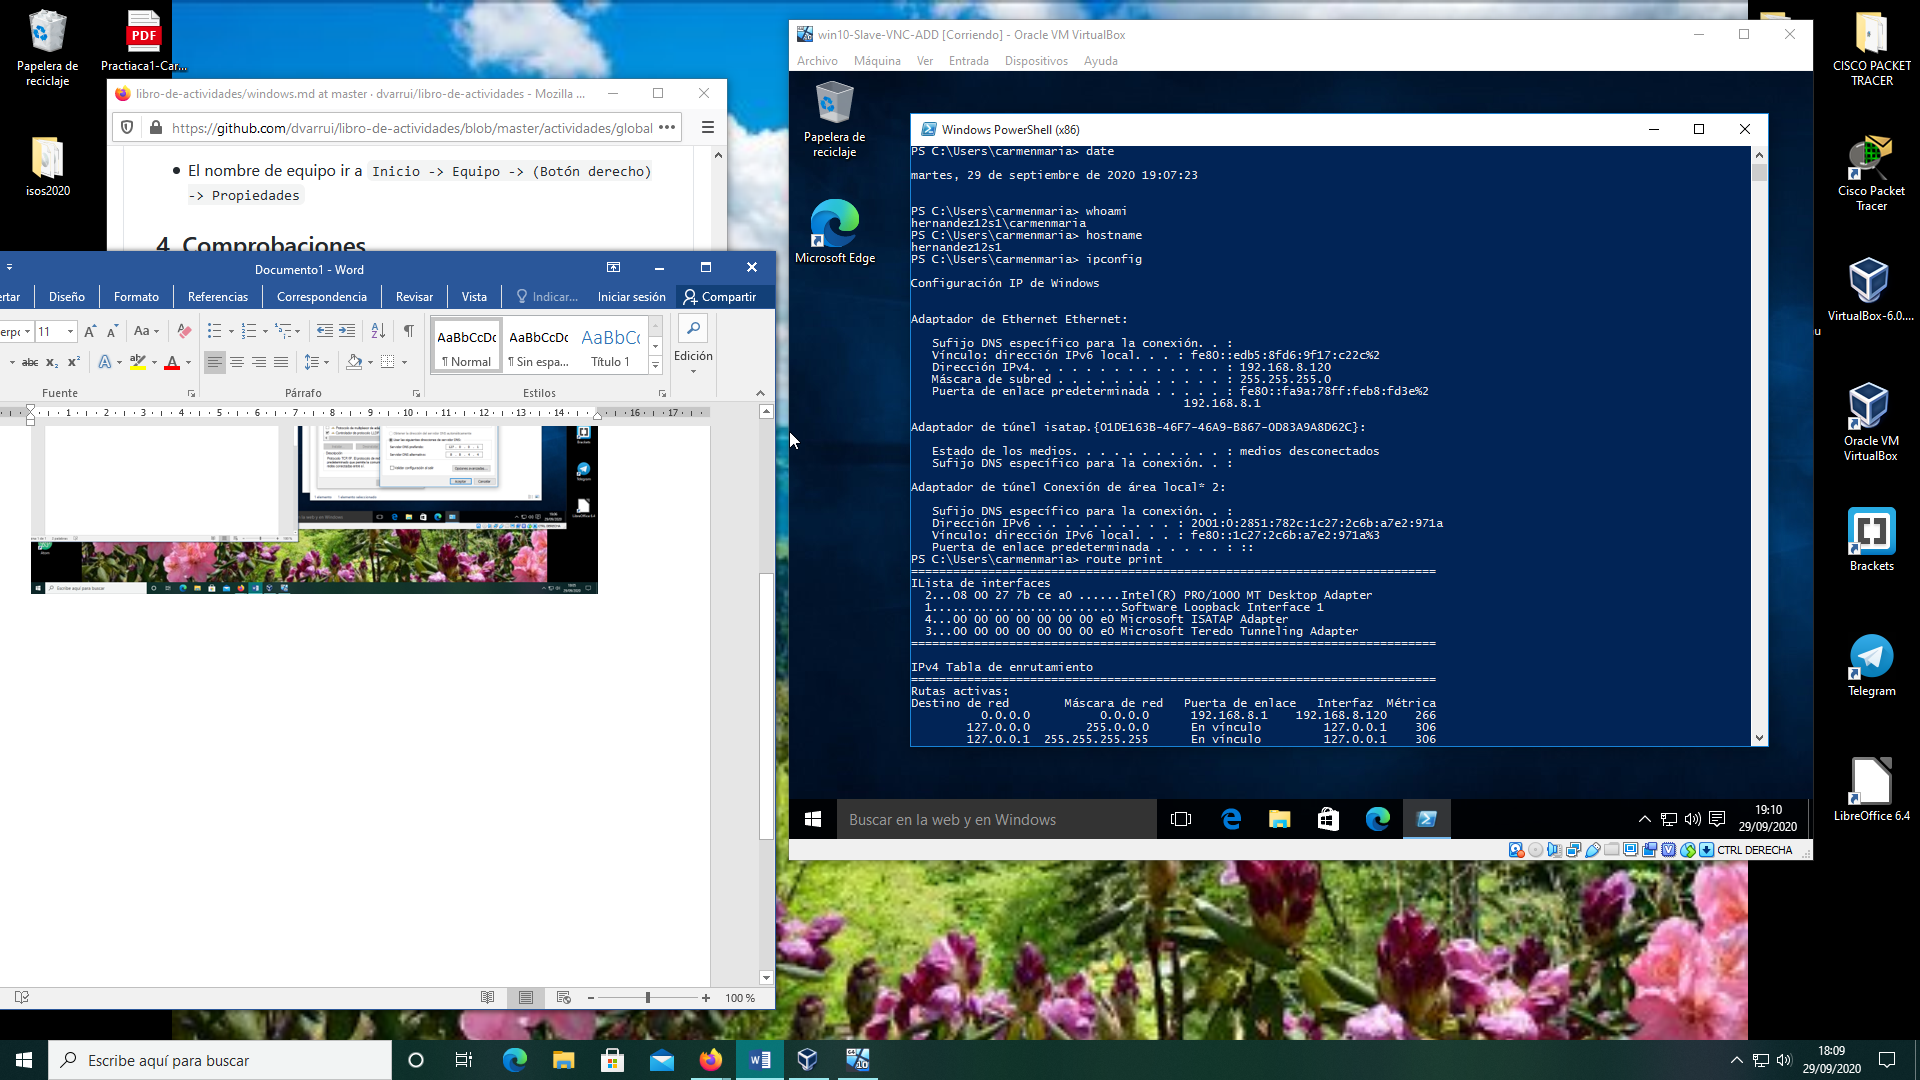 Papelera de
reciclaje
Practiaca1-Car...
isos2020
libro-de-actividades/windows.md at master · dvarrui/libro-de-actividades - Mozilla ...
https://github.com/dvarrui/libro-de-actividades/blob/master/actividades/global
El nombre de equipo ir a Inicio -> Equipo -> (Botón derecho)
-> Propiedades
4. Comprobaciones
Documento1 - Word
ertar Diseño Formato Referencias Correspondencia Revisar Vista Indicar... Iniciar sesión Compartir
erpo 11
AaBbCcDc AaBbCcDc AaBbCc
¶ Normal ¶ Sin espa... Título 1
Edición
Fuente Párrafo Estilos
1 2 3 4 5 6 7 8 9 10 11 12 13 14 16 17
100 %
win10-Slave-VNC-ADD [Corriendo] - Oracle VM VirtualBox
Archivo Máquina Ver Entrada Dispositivos Ayuda
Papelera de
reciclaje
Microsoft Edge
Windows PowerShell (x86)
PS C:\Users\carmenmaria> date
martes, 29 de septiembre de 2020 19:07:23
PS C:\Users\carmenmaria> whoami
hernandez12s1\carmenmaria
PS C:\Users\carmenmaria> hostname
hernandez12s1
PS C:\Users\carmenmaria> ipconfig
Configuración IP de Windows
Adaptador de Ethernet Ethernet:
Sufijo DNS específico para la conexión. . :
Vínculo: dirección IPv6 local. . . : fe80::edb5:8fd6:9f17:c22c%2
Dirección IPv4. . . . . . . . . . . . . . : 192.168.8.120
Máscara de subred . . . . . . . . . . . . : 255.255.255.0
Puerta de enlace predeterminada . . . . . : fe80::fa9a:78ff:feb8:fd3e%2
192.168.8.1
Adaptador de túnel isatap.{01DE163B-46F7-46A9-B867-0D83A9A8D62C}:
Estado de los medios. . . . . . . . . . . : medios desconectados
Sufijo DNS específico para la conexión. . :
Adaptador de túnel Conexión de área local* 2:
Sufijo DNS específico para la conexión. . :
Dirección IPv6 . . . . . . . . . . : 2001:0:2851:782c:1c27:2c6b:a7e2:971a
Vínculo: dirección IPv6 local. . . : fe80::1c27:2c6b:a7e2:971a%3
Puerta de enlace predeterminada . . . . . : ::
PS C:\Users\carmenmaria> route print
===========================================================================
ILista de interfaces
2...08 00 27 7b ce a0 ......Intel(R) PRO/1000 MT Desktop Adapter
1...........................Software Loopback Interface 1
4...00 00 00 00 00 00 00 e0 Microsoft ISATAP Adapter
3...00 00 00 00 00 00 00 e0 Microsoft Teredo Tunneling Adapter
===========================================================================
IPv4 Tabla de enrutamiento
===========================================================================
Rutas activas:
Destino de red Máscara de red Puerta de enlace Interfaz Métrica
0.0.0.0 0.0.0.0 192.168.8.1 192.168.8.120 266
127.0.0.0 255.0.0.0 En vínculo 127.0.0.1 306
127.0.0.1 255.255.255.255 En vínculo 127.0.0.1 306
Buscar en la web y en Windows
19:10
29/09/2020
CTRL DERECHA
CISCO PACKET
TRACER
Cisco Packet
Tracer
VirtualBox-6.0....
Oracle VM
VirtualBox
Brackets
Telegram
LibreOffice 6.4
Escribe aquí para buscar
18:09
29/09/2020